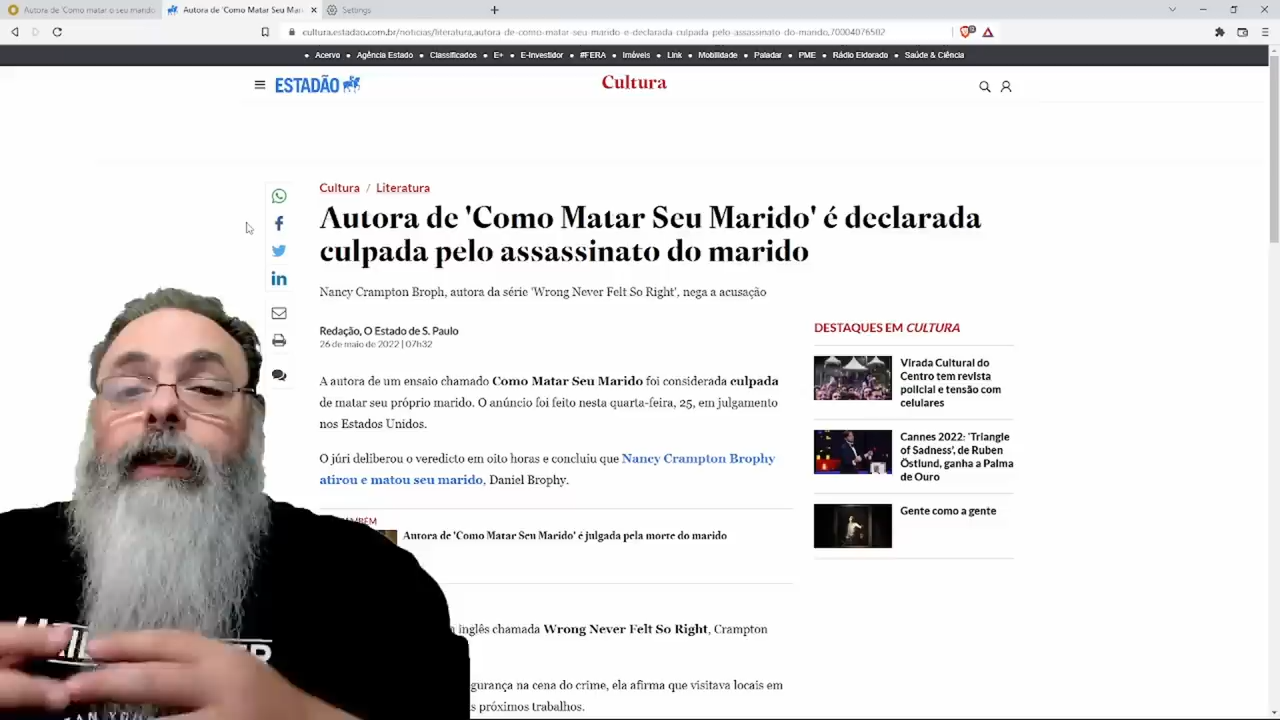 Autora de 'Como matar o seu marido
Autora de 'Como Matar Seu Mari
Settings
cultura.estadao.com.br/noticias/literatura,autora-de-como-matar-seu-marido-e-declarada-culpada-pelo-assassinato-do-marido,70004076502
Acervo • Agência Estado • Classificados • E+ • E-Investidor • #FERA • Imóveis • Link • Mobilidade • Paladar • PME • Rádio Eldorado • Saúde & Ciência
ESTADÃO
Cultura
Cultura / Literatura
Autora de 'Como Matar Seu Marido' é declarada
culpada pelo assassinato do marido
Nancy Crampton Broph, autora da série 'Wrong Never Felt So Right', nega a acusação
Redação, O Estado de S. Paulo
26 de maio de 2022 | 07h32
A autora de um ensaio chamado Como Matar Seu Marido foi considerada culpada
de matar seu próprio marido. O anúncio foi feito nesta quarta-feira, 25, em julgamento
nos Estados Unidos.
O júri deliberou o veredicto em oito horas e concluiu que Nancy Crampton Brophy
atirou e matou seu marido, Daniel Brophy.
Autora de 'Como Matar Seu Marido' é julgada pela morte do marido
inglês chamada Wrong Never Felt So Right, Crampton
gurança na cena do crime, ela afirma que visitava locais em
s próximos trabalhos.
DESTAQUES EM CULTURA
Virada Cultural do
Centro tem revista
policial e tensão com
celulares
Cannes 2022: 'Triangle
of Sadness', de Ruben
Östlund, ganha a Palma
de Ouro
Gente como a gente